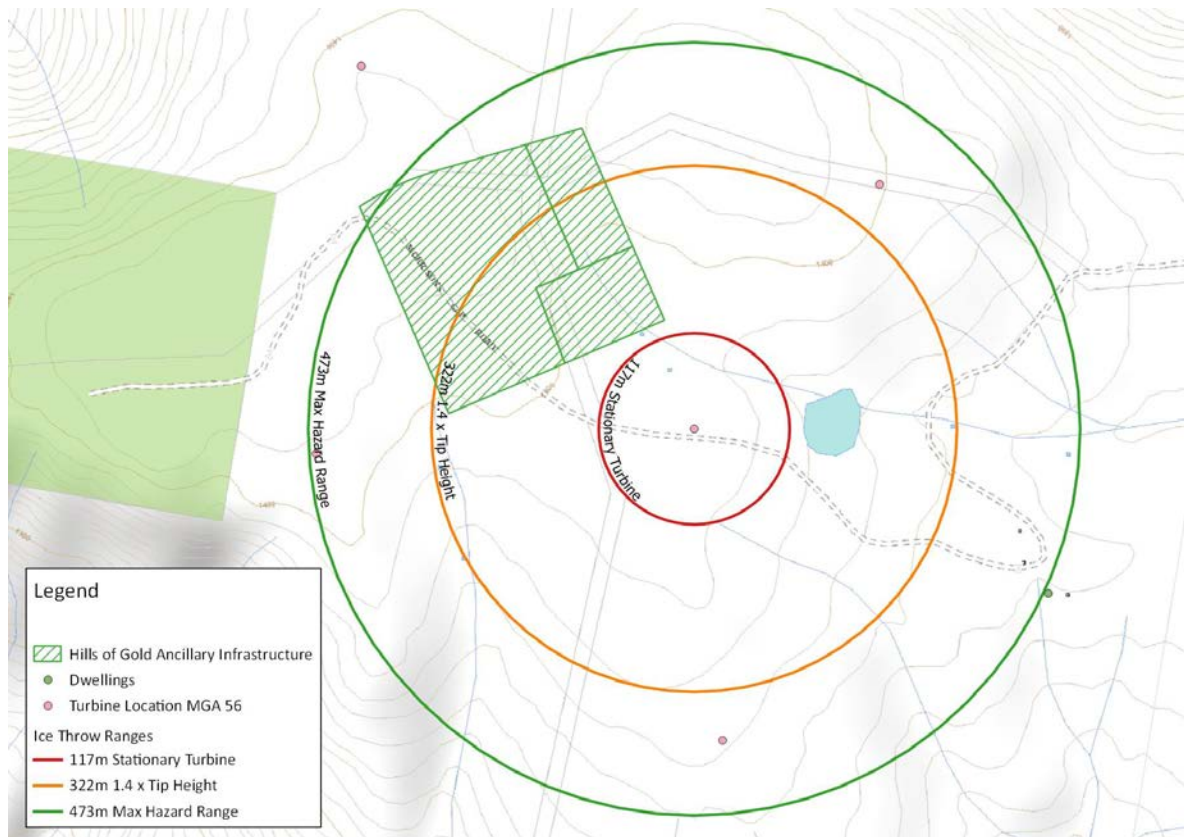 1400
473m Max Hazard Range
322m 1.4 x Tip Height
117m Stationary Turbine
1400
Legend
Hills of Gold Ancillary Infrastructure
Dwellings
Turbine Location MGA 56
Ice Throw Ranges
117m Stationary Turbine
322m 1.4 x Tip Height
473m Max Hazard Range